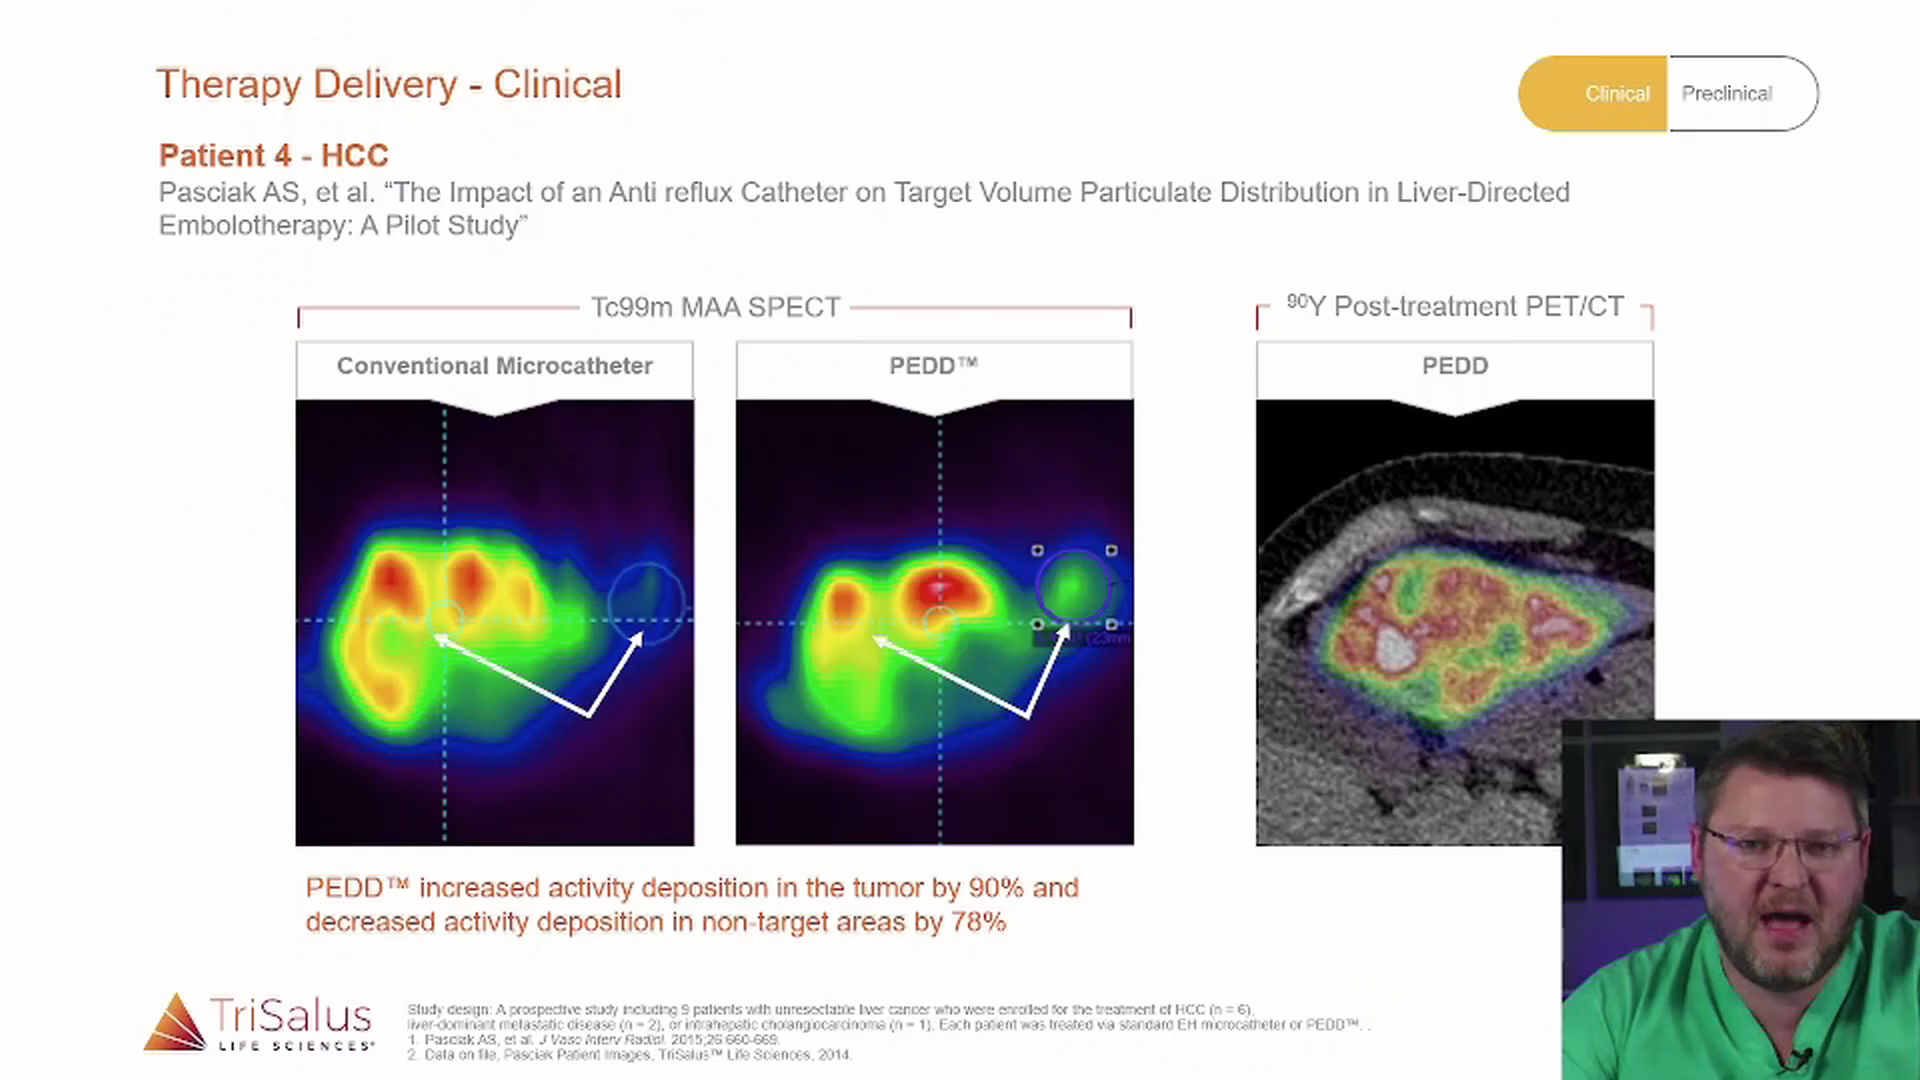 Therapy Delivery - Clinical
Clinical
Preclinical
Patient 4 - HCC
Pasciak AS, et al. “The Impact of an Anti reflux Catheter on Target Volume Particulate Distribution in Liver-Directed
Embolotherapy: A Pilot Study”
Tc99m MAA SPECT
90Y Post-treatment PET/CT
Conventional Microcatheter
PEDD™
PEDD
(23mm
PEDD™ increased activity deposition in the tumor by 90% and
decreased activity deposition in non-target areas by 78%
TriSalus
LIFE SCIENCES
Study design: A prospective study including 9 patients with unresectable liver cancer who were enrolled for the treatment of HCC (n = 6),
liver-dominant metastatic disease (n = 2), or intrahepatic cholangiocarcinoma (n = 1). Each patient was treated via standard EH microcatheter or PEDD™. .
1. Pasciak AS, et al. J Vasc Interv Radiol. 2015;26:660-669.
2. Data on file, Pasciak Patient Images, TriSalus™ Life Sciences, 2014.